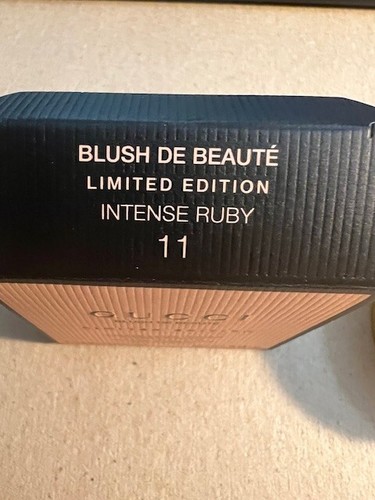 BLUSH DE BEAUTÉ
LIMITED EDITION
INTENSE RUBY
11
GUCCI